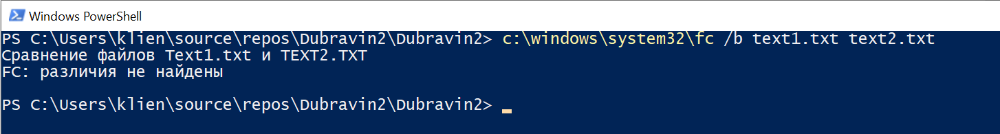 Windows PowerShell
PS C:\Users\klien\source\repos\Dubravin2\Dubravin2> c:\windows\system32\fc /b text1.txt text2.txt
Сравнение файлов Text1.txt и TEXT2.TXT
FC: различия не найдены
PS C:\Users\klien\source\repos\Dubravin2\Dubravin2>